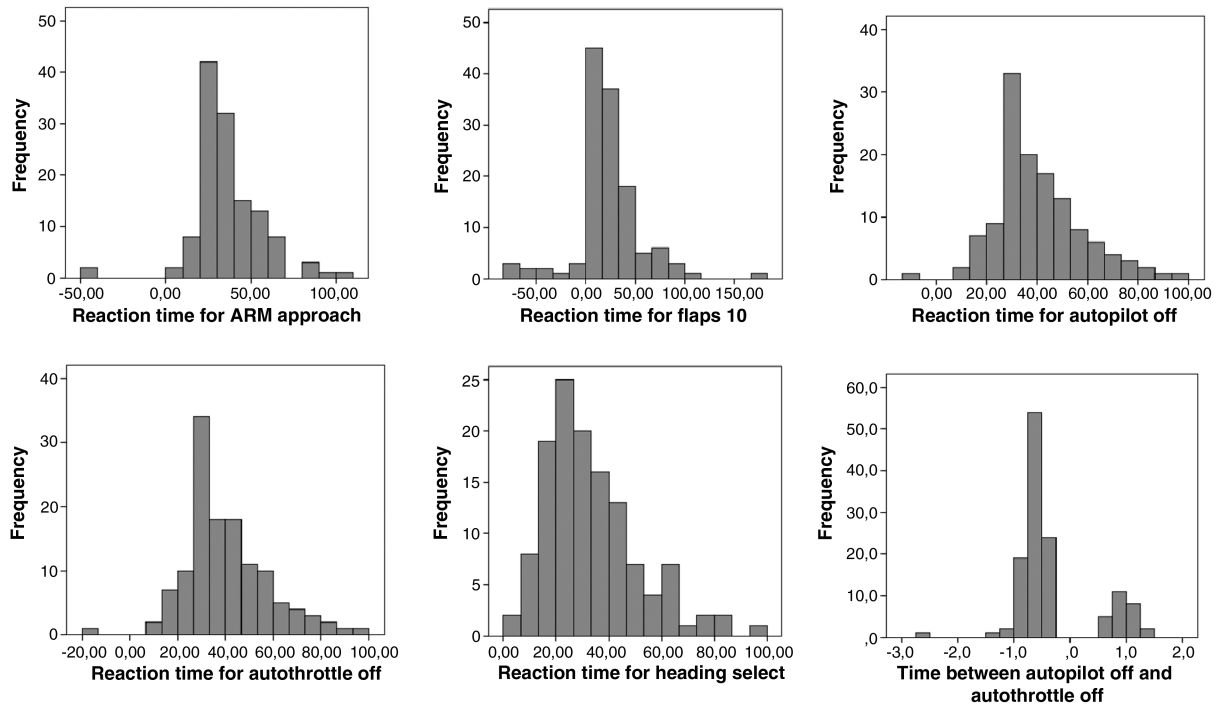 50
40
30
20
10
0
Frequency
-50,00 0,00 50,00 100,00
Reaction time for ARM approach
50
40
30
20
10
0
Frequency
-50,00 0,00 50,00 100,00 150,00
Reaction time for flaps 10
40
30
20
10
0
Frequency
0,00 20,00 40,00 60,00 80,00 100,00
Reaction time for autopilot off
40
30
20
10
0
Frequency
-20,00 0,00 20,00 40,00 60,00 80,00 100,00
Reaction time for autothrottle off
25
20
15
10
5
0
Frequency
0,00 20,00 40,00 60,00 80,00 100,00
Reaction time for heading select
60,0
50,0
40,0
30,0
20,0
10,0
,0
Frequency
-3,0 -2,0 -1,0 ,0 1,0 2,0
Time between autopilot off and
autothrottle off